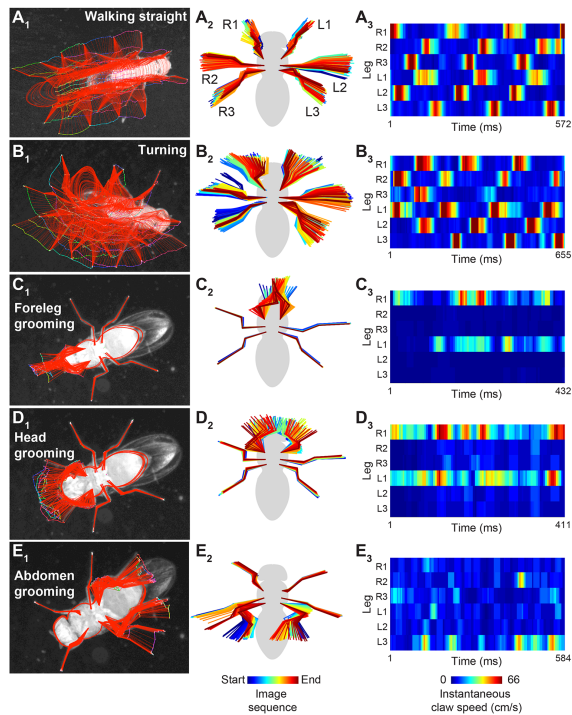 A1
Walking straight
A2
R1
L1
R2
L2
R3
L3
A3
Leg
R1
R2
R3
L1
L2
L3
1
572
Time (ms)
B1
Turning
B2
B3
Leg
R1
R2
R3
L1
L2
L3
1
655
Time (ms)
C1
Foreleg
grooming
C2
C3
Leg
R1
R2
R3
L1
L2
L3
1
432
Time (ms)
D1
Head
grooming
D2
D3
Leg
R1
R2
R3
L1
L2
L3
1
411
Time (ms)
E1
Abdomen
grooming
E2
E3
Leg
R1
R2
R3
L1
L2
L3
1
584
Time (ms)
Start End
Image
sequence
0 66
Instantaneous
claw speed (cm/s)